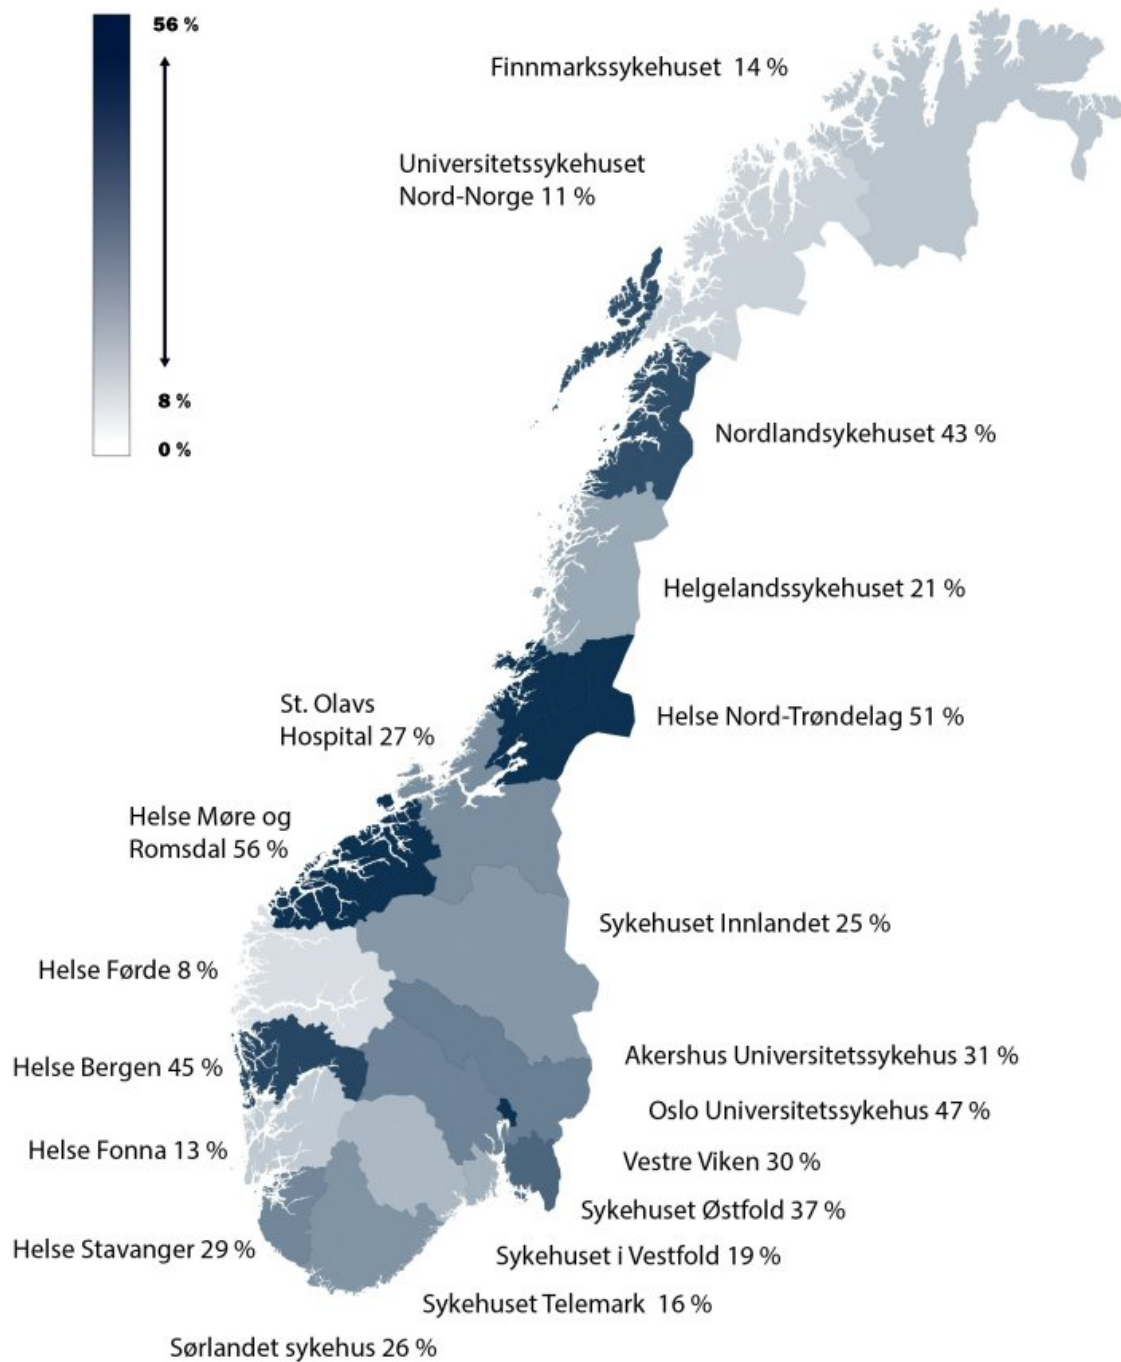 56 %
8 %
0 %
Finnmarkssykehuset 14 %
Universitetssykehuset
Nord-Norge 11 %
Nordlandsykehuset 43 %
Helgelandssykehuset 21 %
St. Olavs
Hospital 27 %
Helse Nord-Trøndelag 51 %
Helse Møre og
Romsdal 56 %
Sykehuset Innlandet 25 %
Helse Førde 8 %
Akershus Universitetssykehus 31 %
Helse Bergen 45 %
Oslo Universitetssykehus 47 %
Helse Fonna 13 %
Vestre Viken 30 %
Sykehuset Østfold 37 %
Helse Stavanger 29 %
Sykehuset i Vestfold 19 %
Sykehuset Telemark 16 %
Sørlandet sykehus 26 %